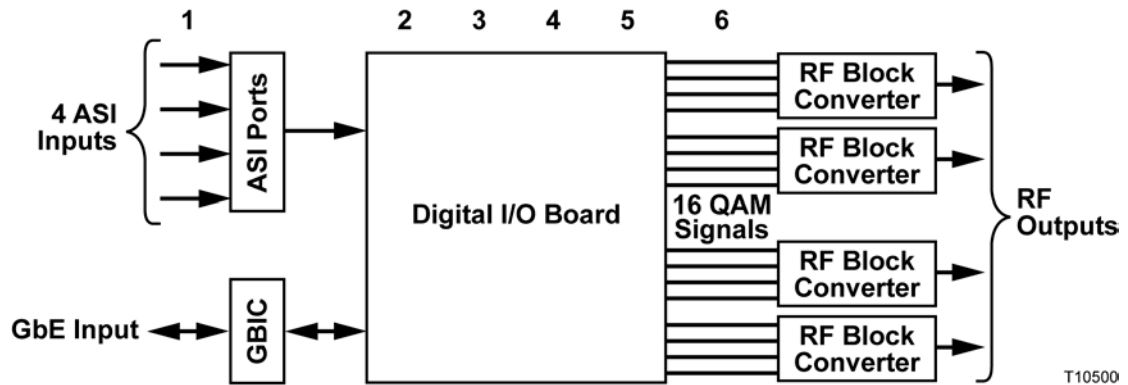 1 2 3 4 5 6
4 ASI
Inputs
ASI Ports
Digital I/O Board
16 QAM
Signals
RF Block
Converter
RF Block
Converter
RF Block
Converter
RF Block
Converter
RF
Outputs
GbE Input
GBIC
T10500